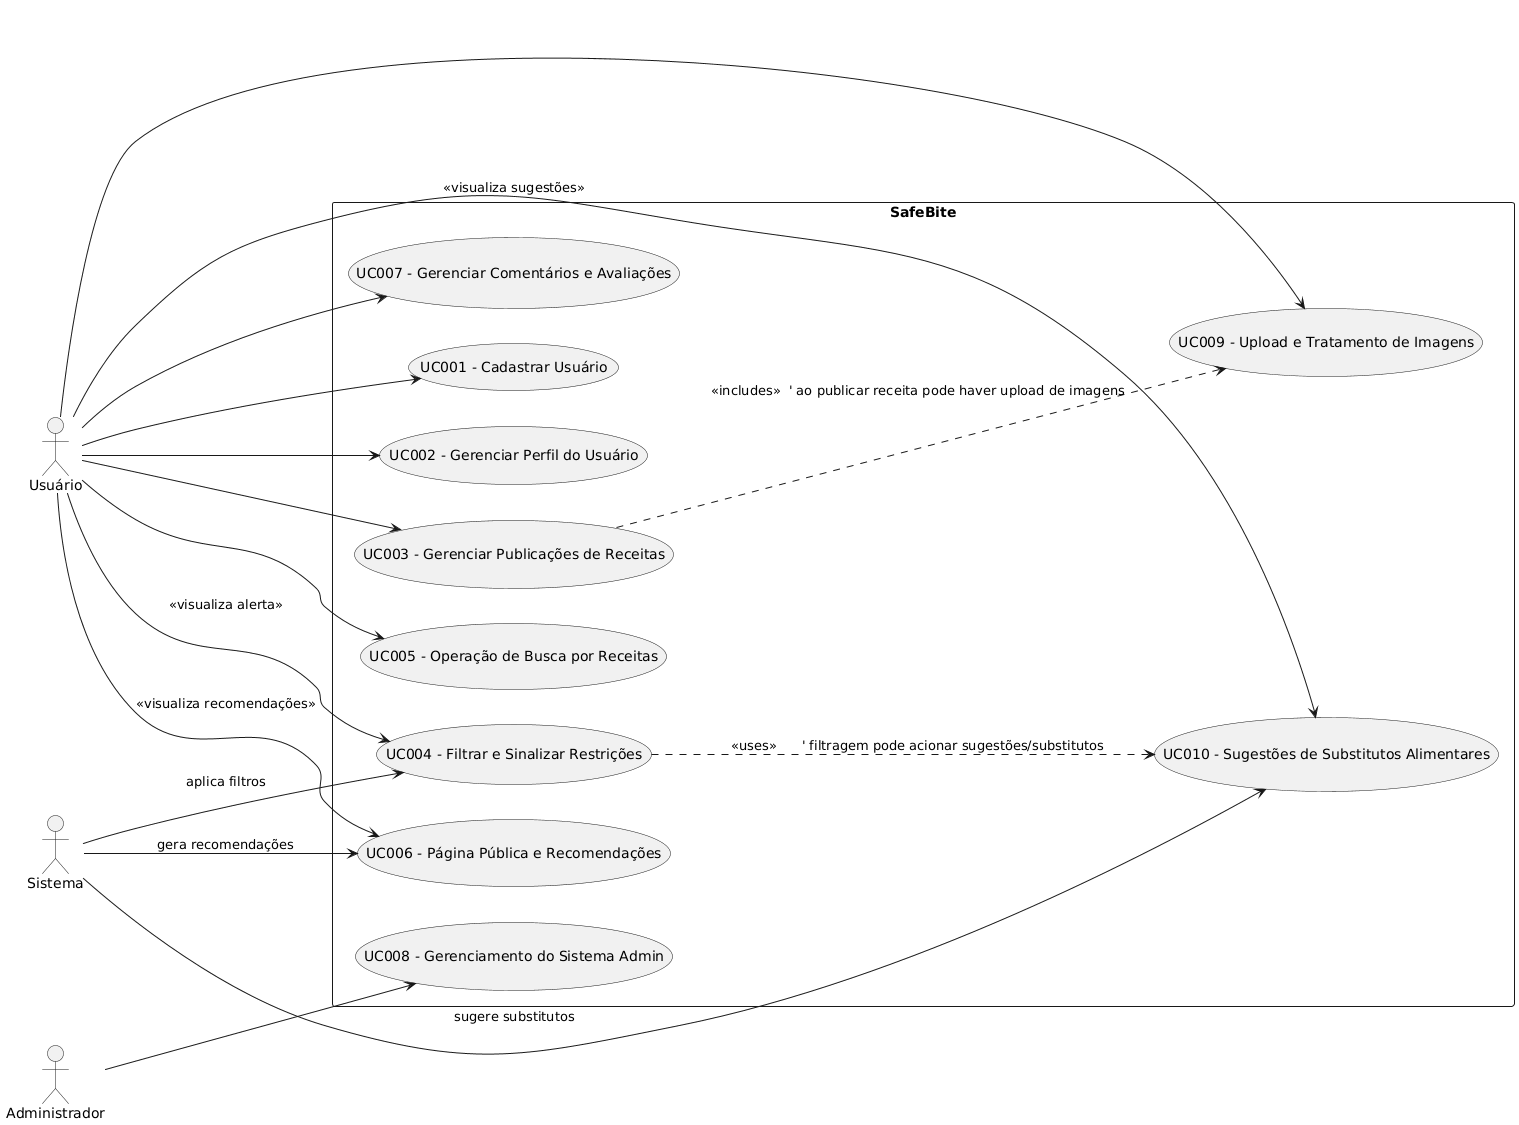 «visualiza sugestões»
SafeBite
UC007 - Gerenciar Comentários e Avaliações
UC009 - Upload e Tratamento de Imagens
UC001 - Cadastrar Usuário
«includes»  ' ao publicar receita pode haver upload de imagens
UC002 - Gerenciar Perfil do Usuário
Usuário
UC003 - Gerenciar Publicações de Receitas
«visualiza alerta»
UC005 - Operação de Busca por Receitas
«visualiza recomendações»
«uses»      ' filtragem pode acionar sugestões/substitutos
UC004 - Filtrar e Sinalizar Restrições
UC010 - Sugestões de Substitutos Alimentares
aplica filtros
gera recomendações
UC006 - Página Pública e Recomendações
Sistema
UC008 - Gerenciamento do Sistema Admin
sugere substitutos
Administrador